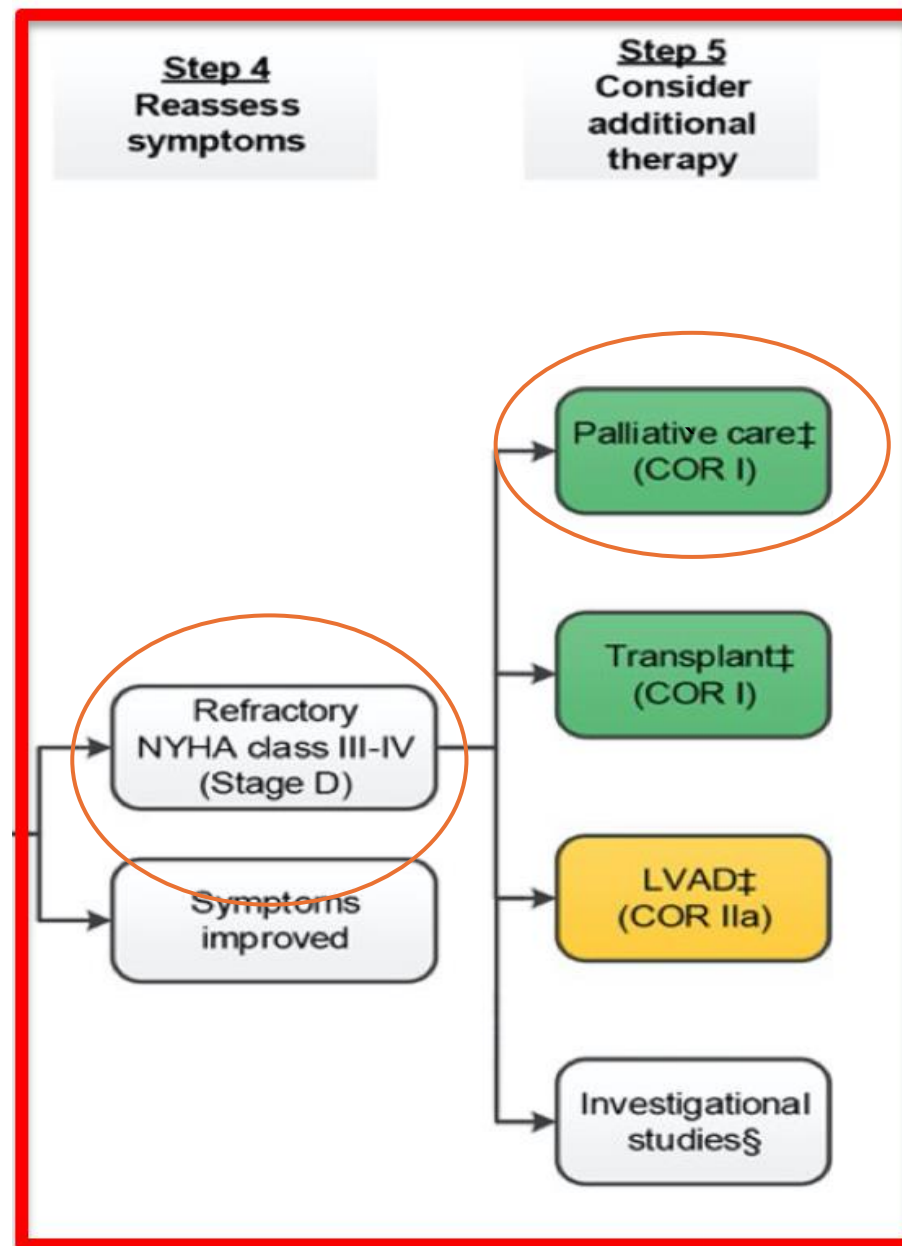 Step 4
Reassess
symptoms
Step 5
Consider
additional
therapy
Palliative care‡
(COR I)
Transplant‡
(COR I)
Refractory
NYHA class III-IV
(Stage D)
LVAD‡
(COR IIa)
Symptoms
improved
Investigational
studies§